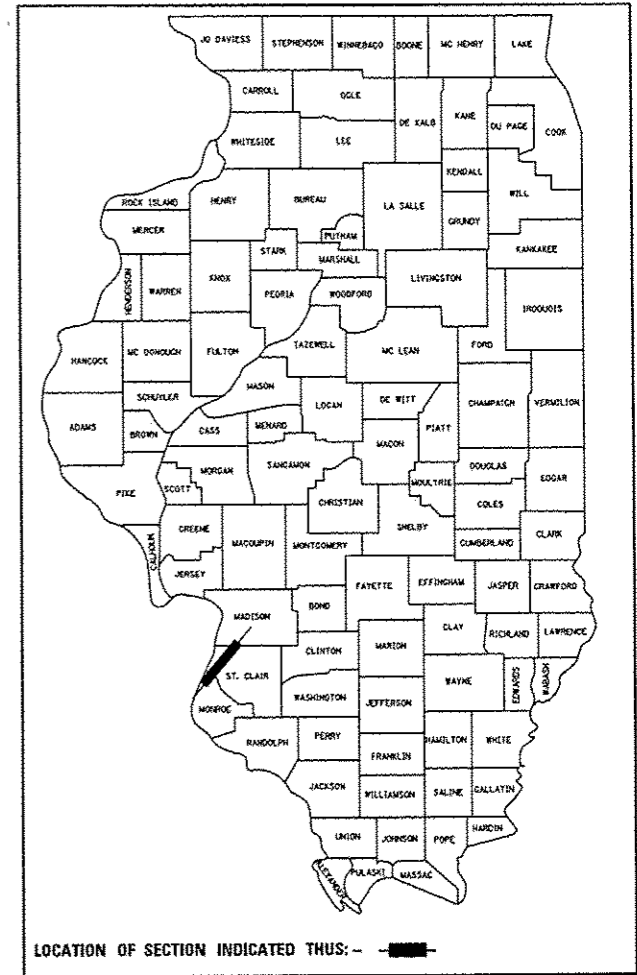 JO DAVIESS STEPHENSON WINNEBAGO BOONE MC HENRY LAKE
CARROLL OGLE DE KALB KANE DU PAGE COOK
WHITESIDE LEE KENDALL WILL
ROCK ISLAND HENRY BUREAU LA SALLE GRUNDY
MERCER PUTNAM KANKAKEE
STARK MARSHALL
HENDERSON WARREN KNOX PEORIA WOODFORD LIVINGSTON IROQUOIS
HANCOCK MC DONOUGH FULTON TAZEWELL MC LEAN FORD
SCHUYLER MASON
ADAMS BROWN CASS MENARD LOGAN DE WITT PIATT CHAMPAIGN VERMILION
MACON
PIKE SCOTT MORGAN SANGAMON CHRISTIAN MOULTRIE DOUGLAS EDGAR
COLES
CALHOUN GREENE MACOUPIN MONTGOMERY SHELBY CUMBERLAND CLARK
JERSEY
FAYETTE EFFINGHAM JASPER CRAWFORD
MADISON BOND
CLAY RICHLAND LAWRENCE
CLINTON MARION
ST. CLAIR WAYNE EDWARDS WABASH
WASHINGTON JEFFERSON
MONROE
RANDOLPH PERRY HAMILTON WHITE
FRANKLIN
JACKSON WILLIAMSON SALINE GALLATIN
UNION JOHNSON POPE HARDIN
ALEXANDER PULASKI MASSAC
LOCATION OF SECTION INDICATED THUS: - -